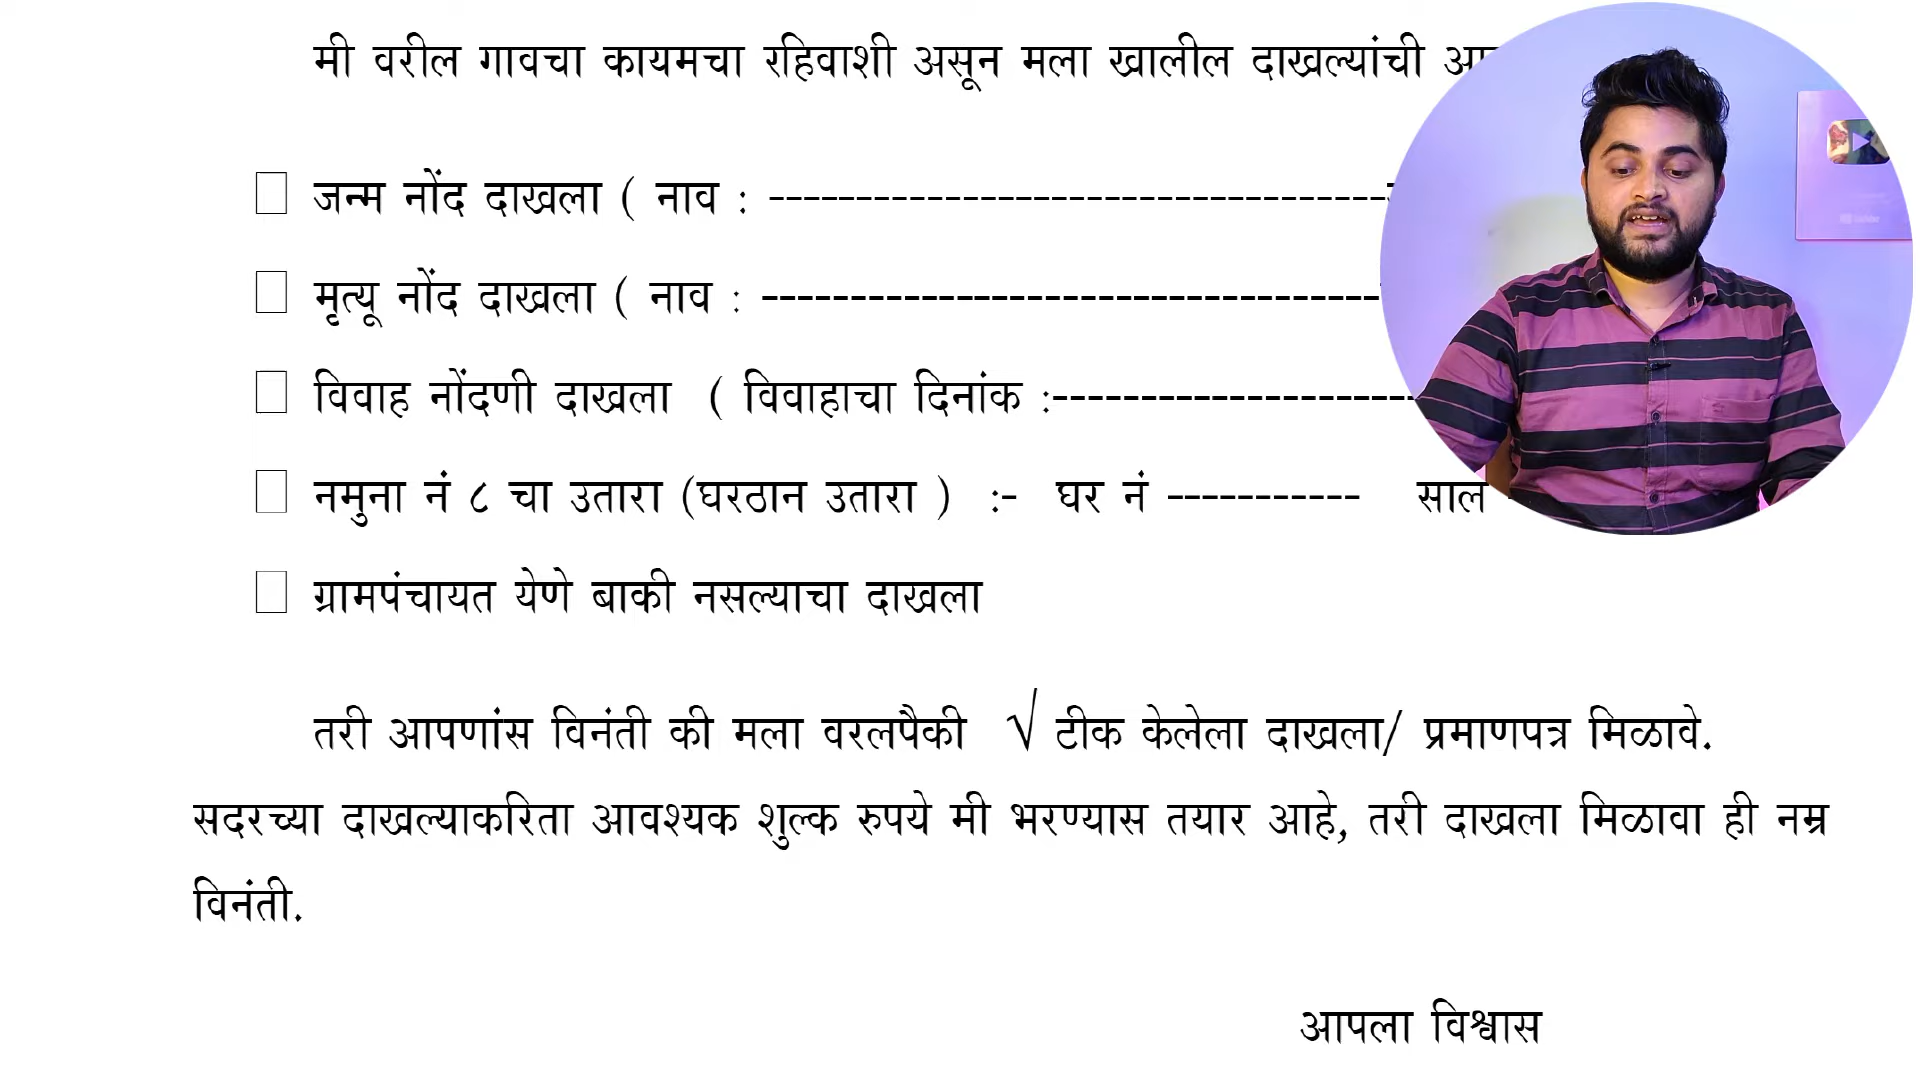 मी वरील गावचा कायमचा रहिवाशी असून मला खालील दाखल्यांची
जन्म नोंद दाखला ( नाव : ---------------------------------
मृत्यू नोंद दाखला ( नाव : -----------------------------------
विवाह नोंदणी दाखला ( विवाहाचा दिनांक :---------------------
नमुना नं ८ चा उतारा (घरठान उतारा ) :- घर नं ----------- साल
ग्रामपंचायत येणे बाकी नसल्याचा दाखला
तरी आपणांस विनंती की मला वरलपैकी √ टीक केलेला दाखला/ प्रमाणपत्र मिळावे.
सदरच्या दाखल्याकरिता आवश्यक शुल्क रुपये मी भरण्यास तयार आहे, तरी दाखला मिळावा ही नम्र
विनंती.
आपला विश्वास